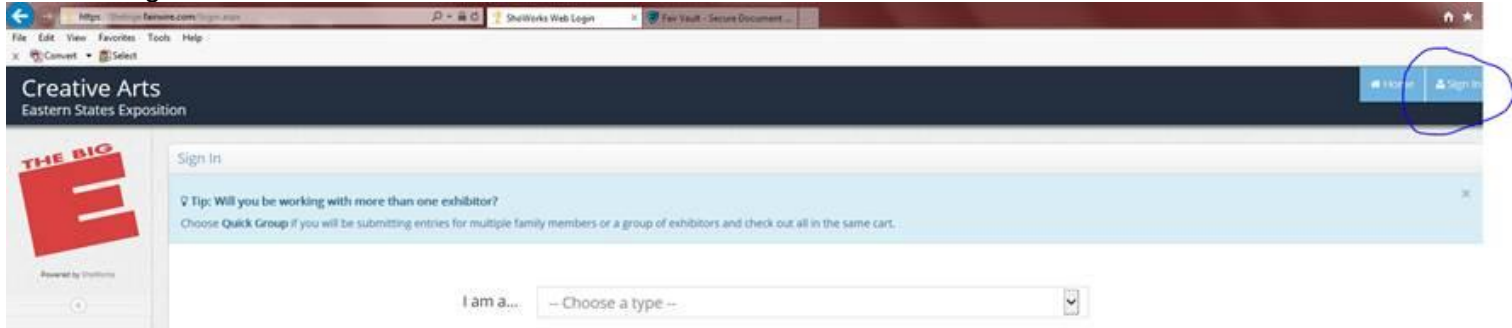 ShoWorks Web Login
Fair Vault - Secure Document ...
File Edit View Favorites Tools Help
x Convert Select
Creative Arts
Eastern States Exposition
Home Sign In
THE BIG
E
Powered by ShoWorks
Sign In
Tip: Will you be working with more than one exhibitor?
Choose Quick Group if you will be submitting entries for multiple family members or a group of exhibitors and check out all in the same cart.
I am a... -- Choose a type --